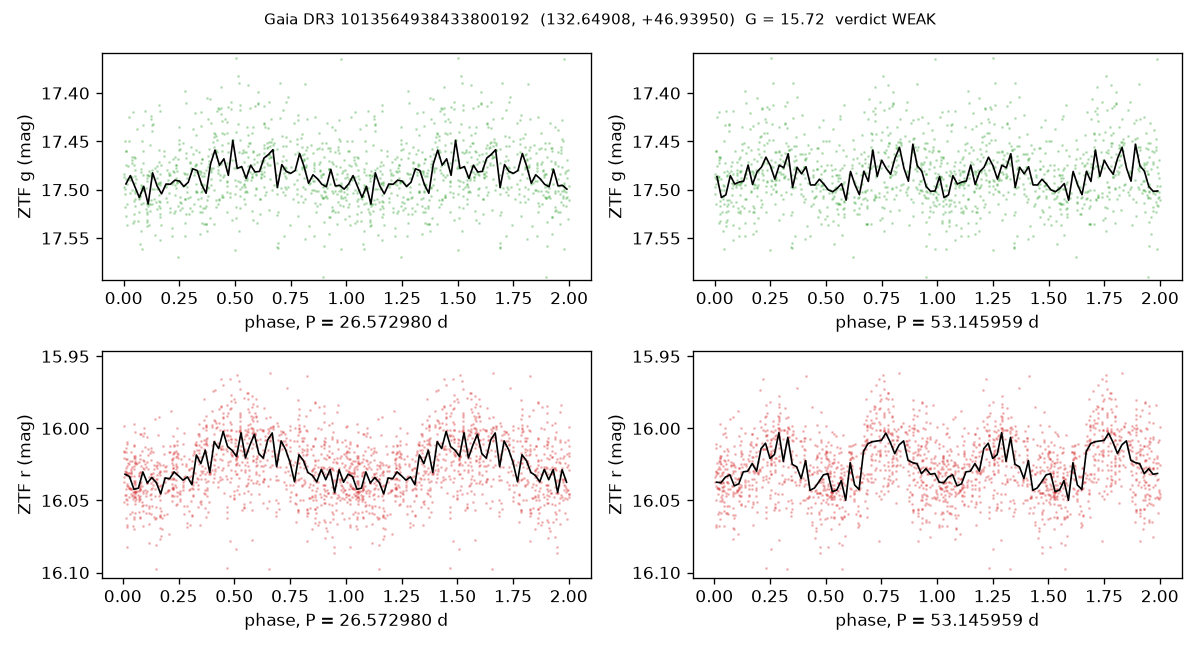 Gaia DR3 1013564938433800192  (132.64908, +46.93950)  G = 15.72  verdict WEAK
ZTF g (mag)
17.40
17.45
17.50
17.55
0.00 0.25 0.50 0.75 1.00 1.25 1.50 1.75 2.00
phase, P = 26.572980 d
ZTF g (mag)
17.40
17.45
17.50
17.55
0.00 0.25 0.50 0.75 1.00 1.25 1.50 1.75 2.00
phase, P = 53.145959 d
ZTF r (mag)
15.95
16.00
16.05
16.10
0.00 0.25 0.50 0.75 1.00 1.25 1.50 1.75 2.00
phase, P = 26.572980 d
ZTF r (mag)
15.95
16.00
16.05
16.10
0.00 0.25 0.50 0.75 1.00 1.25 1.50 1.75 2.00
phase, P = 53.145959 d